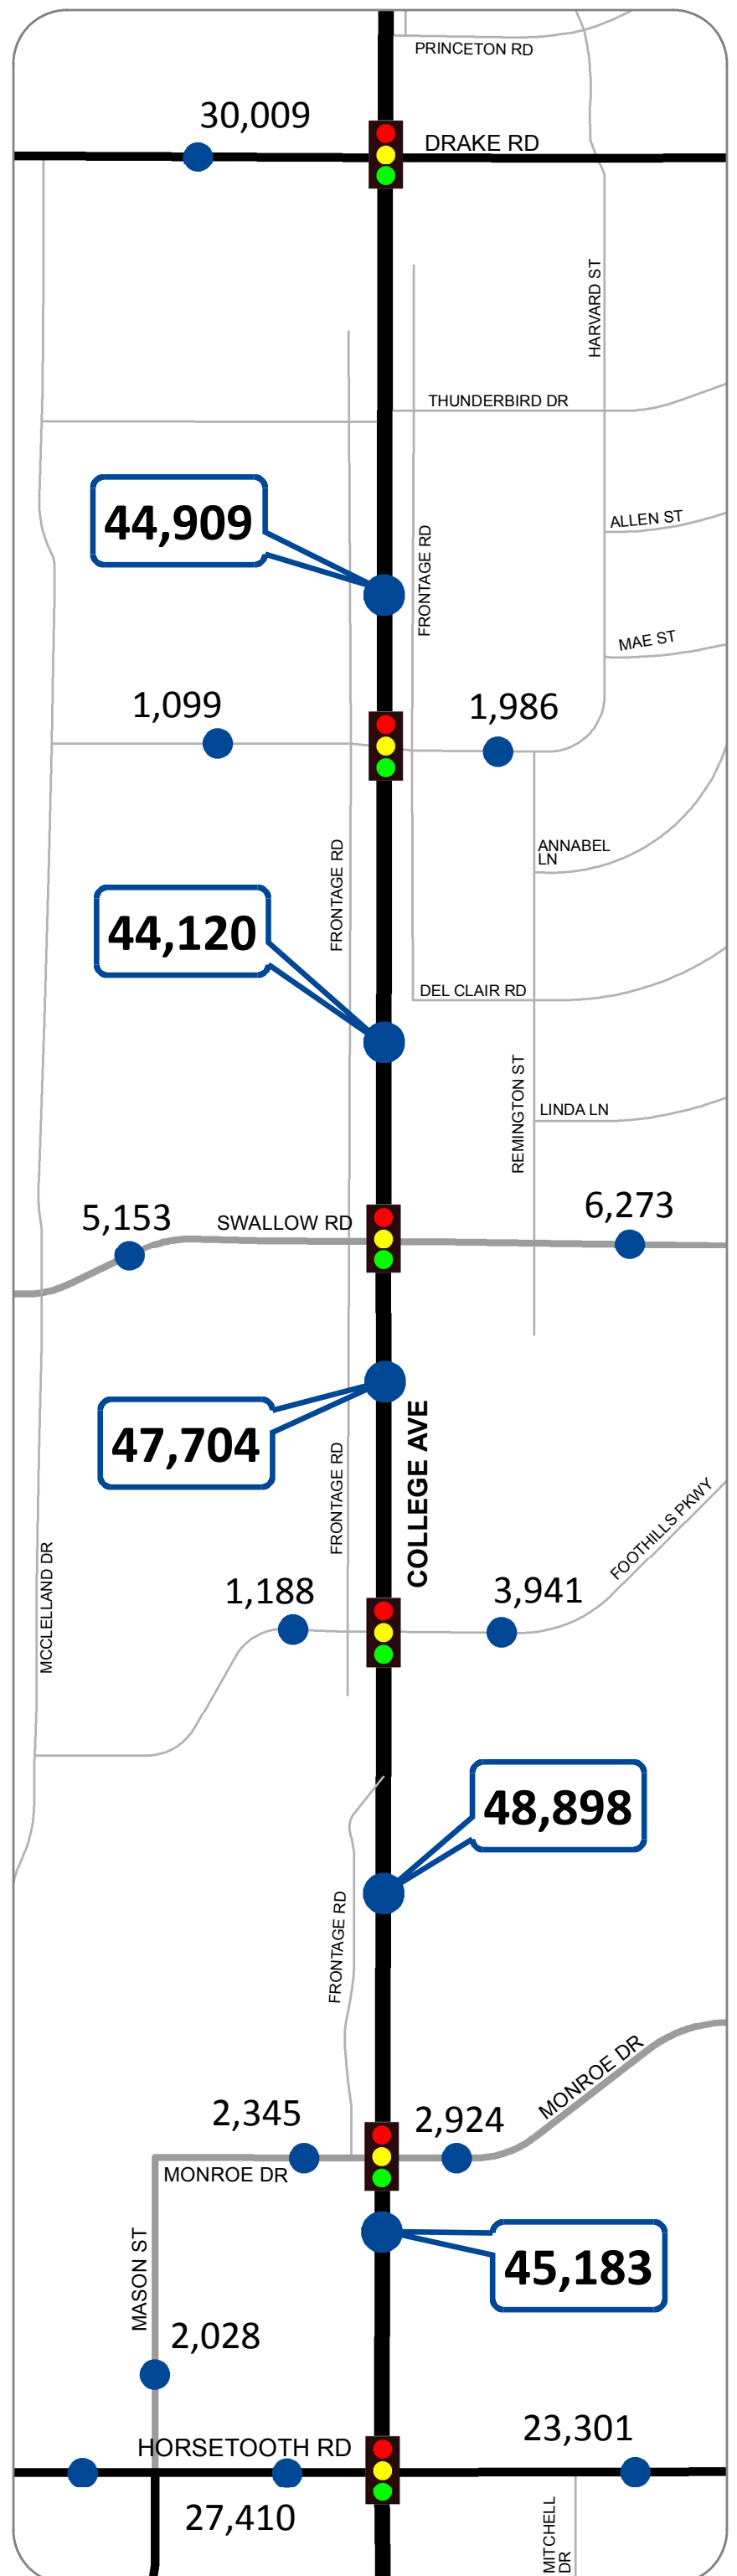 PRINCETON RD
30,009
DRAKE RD
HARVARD ST
THUNDERBIRD DR
44,909
ALLEN ST
FRONTAGE RD
MAE ST
1,099
1,986
FRONTAGE RD
ANNABEL
LN
44,120
DEL CLAIR RD
REMINGTON ST
LINDA LN
5,153
SWALLOW RD
6,273
COLLEGE AVE
47,704
FRONTAGE RD
FOOTHILLS PKWY
MCCLELLAND DR
1,188
3,941
48,898
FRONTAGE RD
MONROE DR
2,345
2,924
MONROE DR
MASON ST
45,183
2,028
HORSETOOTH RD
23,301
27,410
MITCHELL
DR